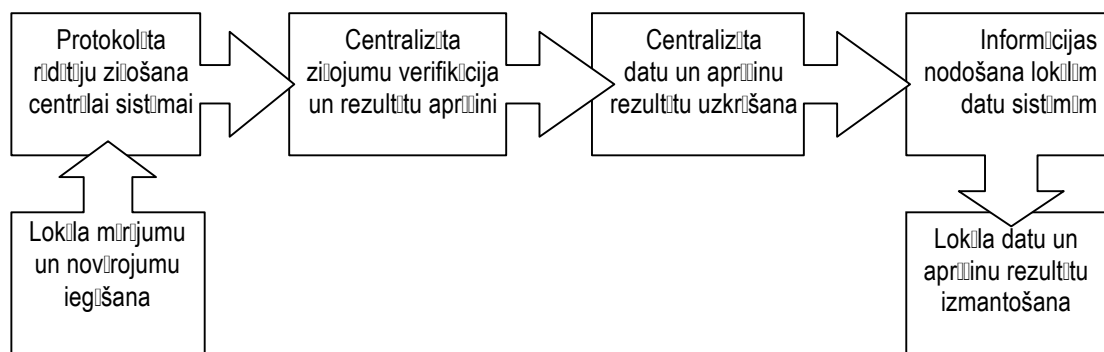 Protokol▯ta
r▯d▯t▯ju zi▯ošana
centr▯lai sist▯mai
Centraliz▯ta
zi▯ojumu verifik▯cija
un rezult▯tu apr▯▯ini
Centraliz▯ta
datu un apr▯▯inu
rezult▯tu uzkr▯šana
Inform▯cijas
nodošana lok▯l▯m
datu sist▯m▯m
Lok▯la m▯r▯jumu
un nov▯rojumu
ieg▯šana
Lok▯la datu un
apr▯▯inu rezult▯tu
izmantošana